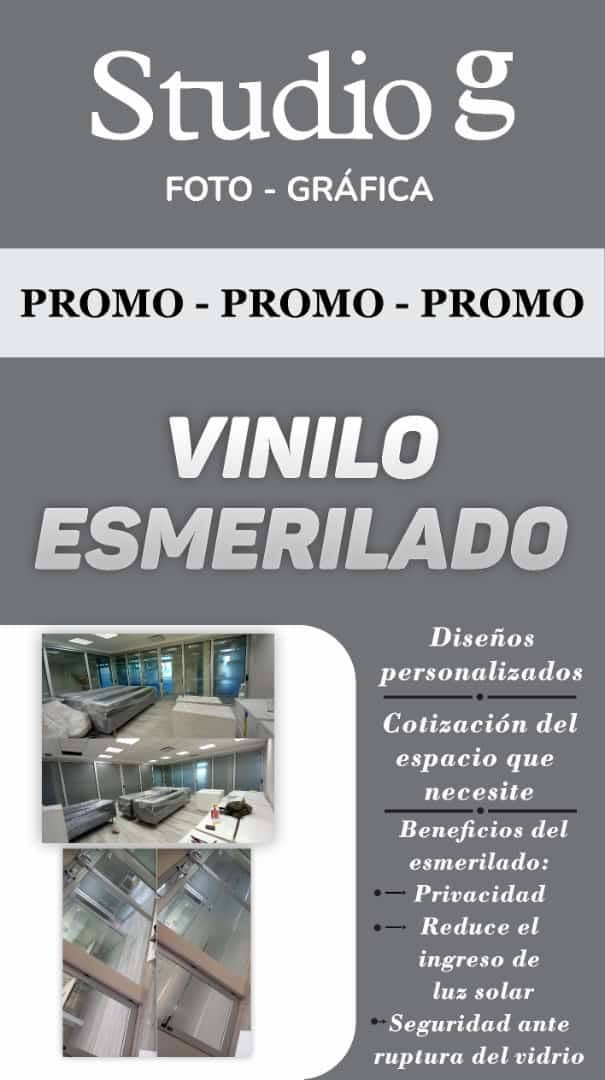 Studio g
FOTO - GRÁFICA
PROMO - PROMO - PROMO
VINILO
ESMERILADO
Diseños
personalizados
Cotización del
espacio que
necesite
Beneficios del
esmerilado:
Privacidad
Reduce el
ingreso de
luz solar
Seguridad ante
ruptura del vidrio